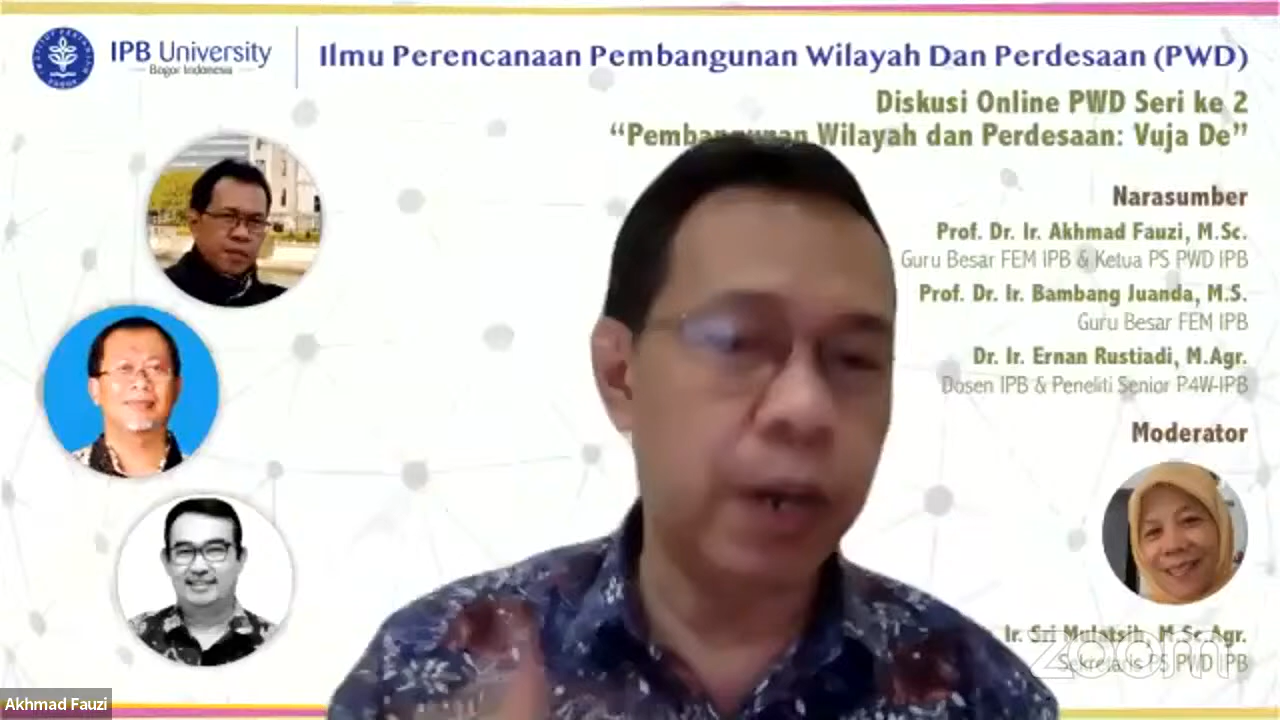 IPB University
Bogor Indonesia
Ilmu Perencanaan Pembangunan Wilayah Dan Perdesaan (PWD)
Diskusi Online PWD Seri ke 2
“Pembangunan Wilayah dan Perdesaan: Vuja De”
Narasumber
Prof. Dr. Ir. Akhmad Fauzi, M.Sc.
Guru Besar FEM IPB & Ketua PS PWD IPB
Prof. Dr. Ir. Bambang Juanda, M.S.
Guru Besar FEM IPB
Dr. Ir. Ernan Rustiadi, M.Agr.
Dosen IPB & Peneliti Senior P4W-IPB
Moderator
Ir. Sri Mulatsih, M.Sc.Agr.
Sekretaris PS PWD IPB
zoom
Akhmad Fauzi